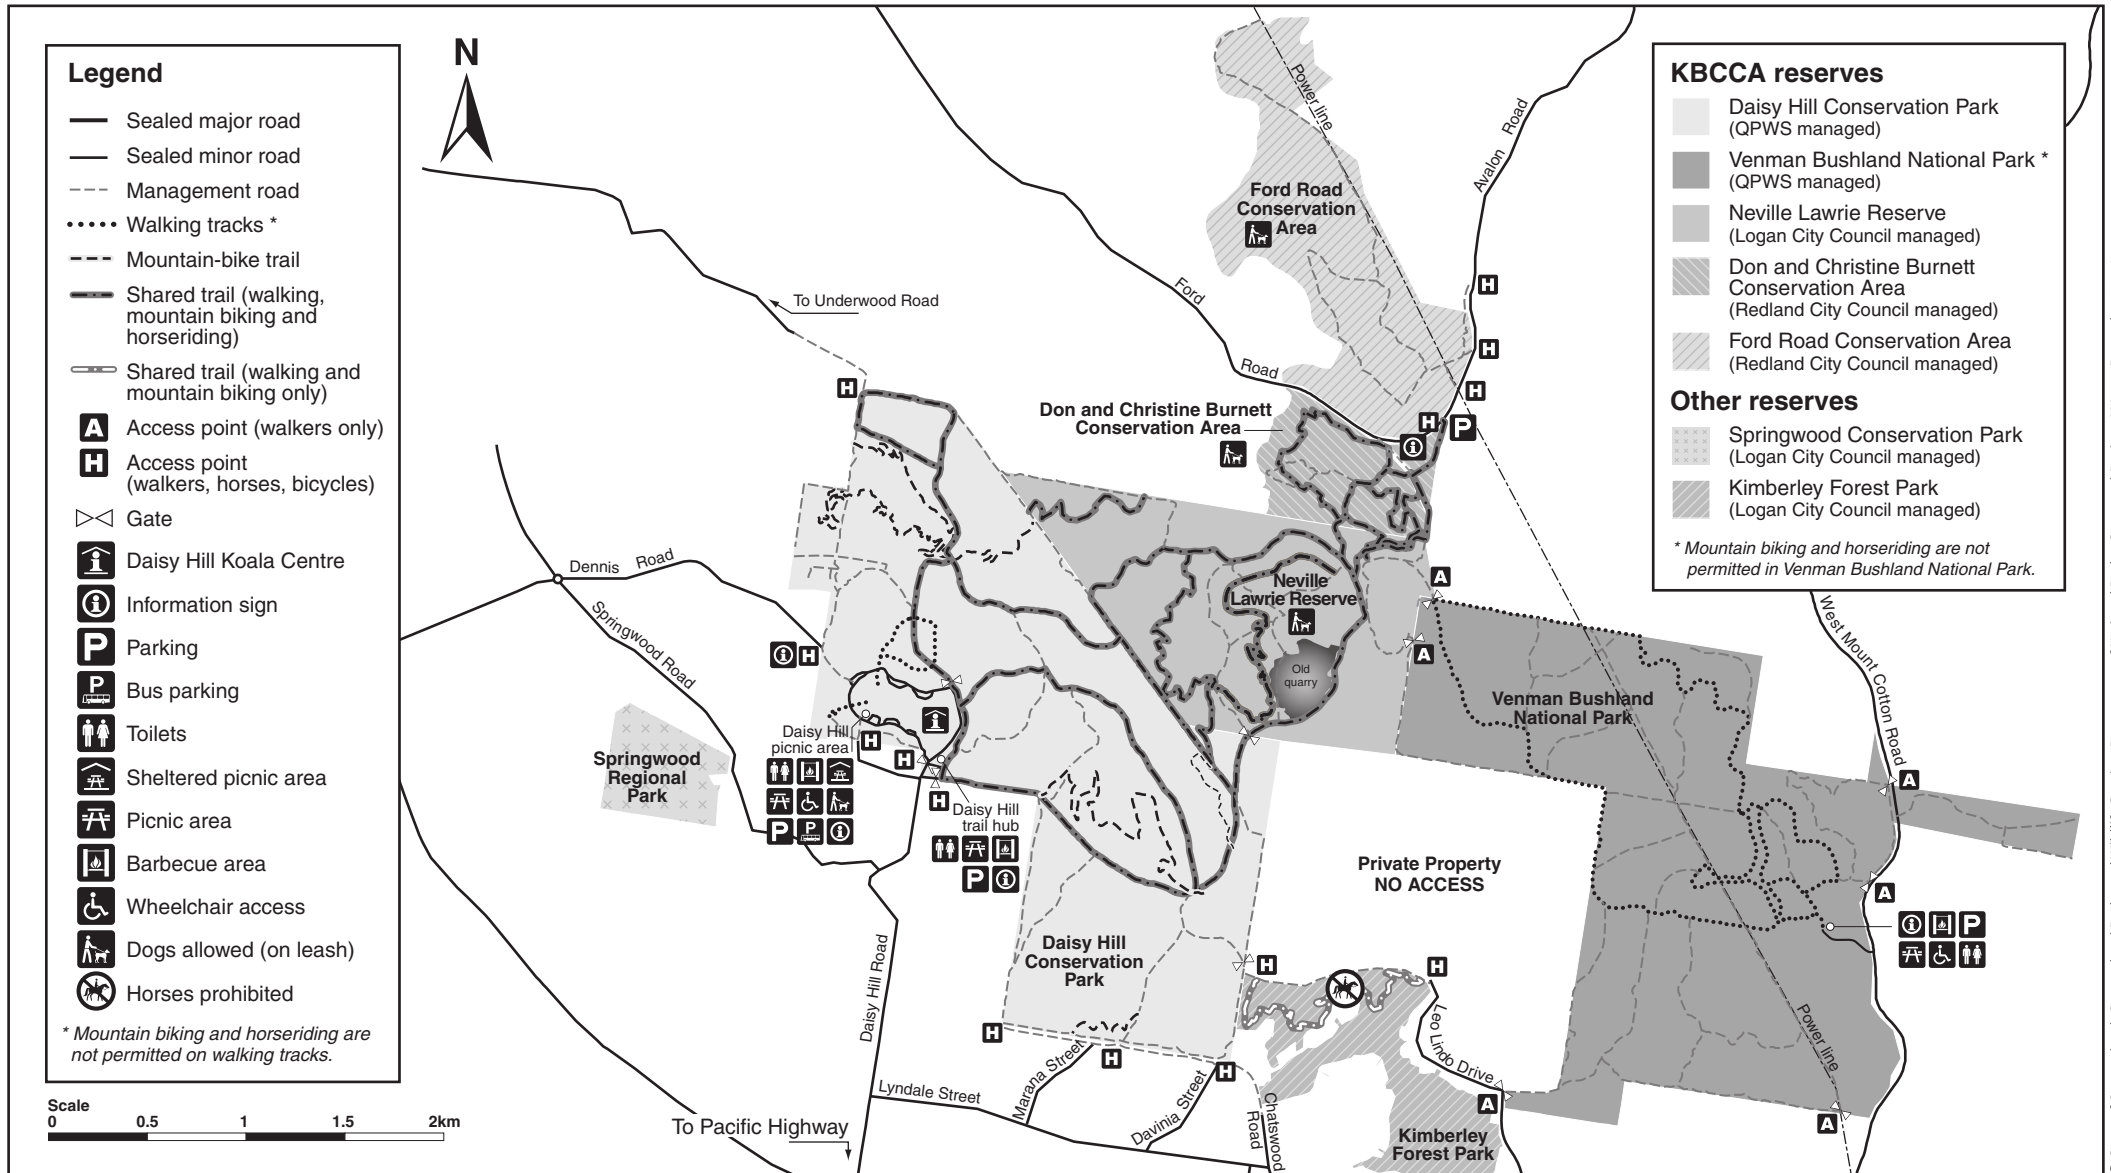 Legend
Sealed major road
Sealed minor road
Management road
Walking tracks *
Mountain-bike trail
Shared trail (walking,
mountain biking and
horseriding)
Shared trail (walking and
mountain biking only)
A Access point (walkers only)
H Access point
(walkers, horses, bicycles)
Gate
Daisy Hill Koala Centre
Information sign
P Parking
P Bus parking
Toilets
Sheltered picnic area
Picnic area
Barbecue area
Wheelchair access
Dogs allowed (on leash)
Horses prohibited
* Mountain biking and horseriding are
not permitted on walking tracks.
Scale
0 0.5 1 1.5 2km
N
To Underwood Road
Power line
Avalon Road
Ford Road
Conservation
Area
Ford Road
H
H
H
H
P
H
Don and Christine Burnett
Conservation Area
Dennis Road
Springwood Road
H
Neville
Lawrie Reserve
Old
quarry
A
A
Venman Bushland
National Park
West Mount Cotton Road
Daisy Hill
picnic area
H
H
H
P
P
Springwood
Regional
Park
Daisy Hill
trail hub
P
Private Property
NO ACCESS
A
A
P
Daisy Hill
Conservation
Park
H
H
Daisy Hill Road
H
H
H
Marana Street
Leo Lindo Drive
Power line
Lyndale Street
Davinia Street
Chatswood
Road
A
A
To Pacific Highway
Kimberley
Forest Park
KBCCA reserves
Daisy Hill Conservation Park
(QPWS managed)
Venman Bushland National Park *
(QPWS managed)
Neville Lawrie Reserve
(Logan City Council managed)
Don and Christine Burnett
Conservation Area
(Redland City Council managed)
Ford Road Conservation Area
(Redland City Council managed)
Other reserves
Springwood Conservation Park
(Logan City Council managed)
Kimberley Forest Park
(Logan City Council managed)
* Mountain biking and horseriding are not
permitted in Venman Bushland National Park.